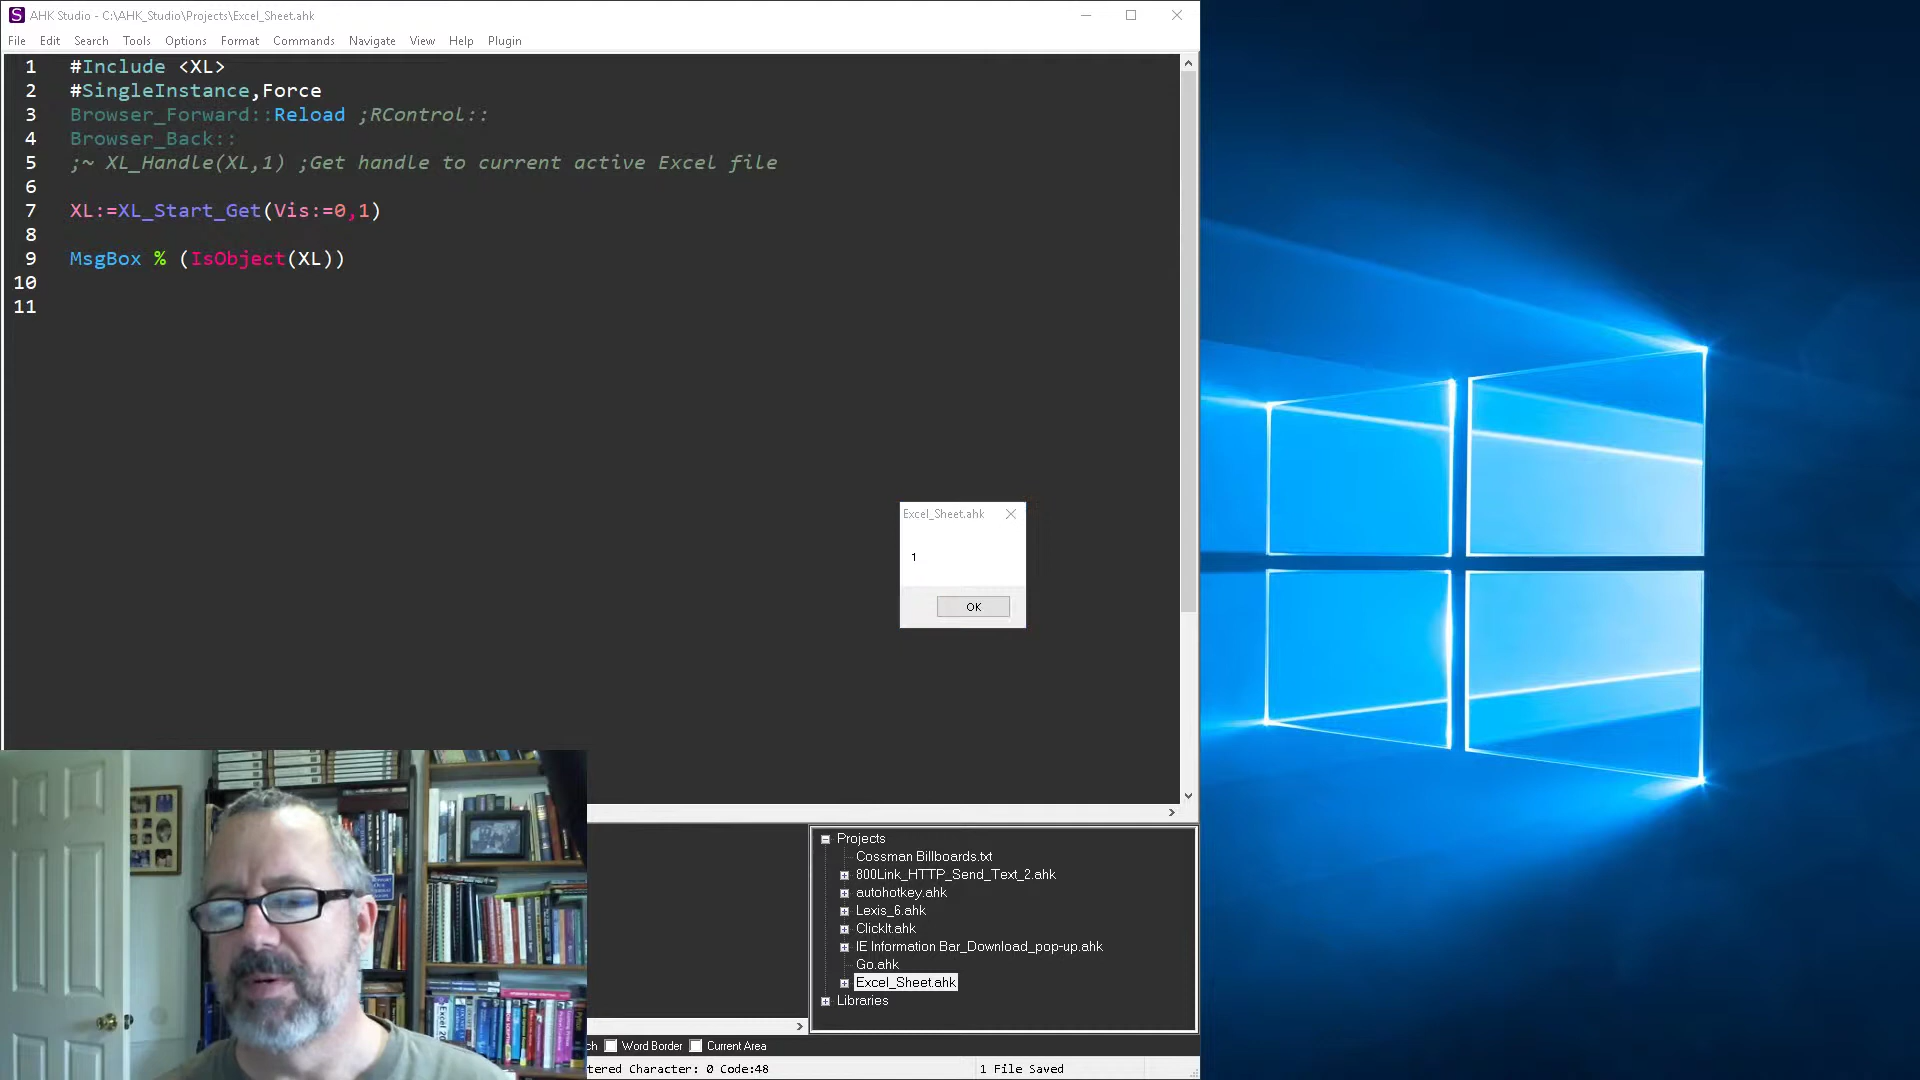 AHK Studio - C:\AHK_Studio\Projects\Excel_Sheet.ahk
File Edit Search Tools Options Format Commands Navigate View Help Plugin
1 #Include <XL>
2 #SingleInstance,Force
3 Browser_Forward::Reload ;RControl::
4 Browser_Back::
5 ;~ XL_Handle(XL,1) ;Get handle to current active Excel file
6
7 XL:=XL_Start_Get(Vis:=0,1)
8
9 MsgBox % (IsObject(XL))
10
11
Excel_Sheet.ahk
1
OK
Projects
Cossman Billboards.txt
800Link_HTTP_Send_Text_2.ahk
autohotkey.ahk
Lexis_6.ahk
ClickIt.ahk
IE Information Bar_Download_pop-up.ahk
Go.ahk
Excel_Sheet.ahk
Libraries
ch Word Border Current Area
tered Character: 0 Code:48 1 File Saved